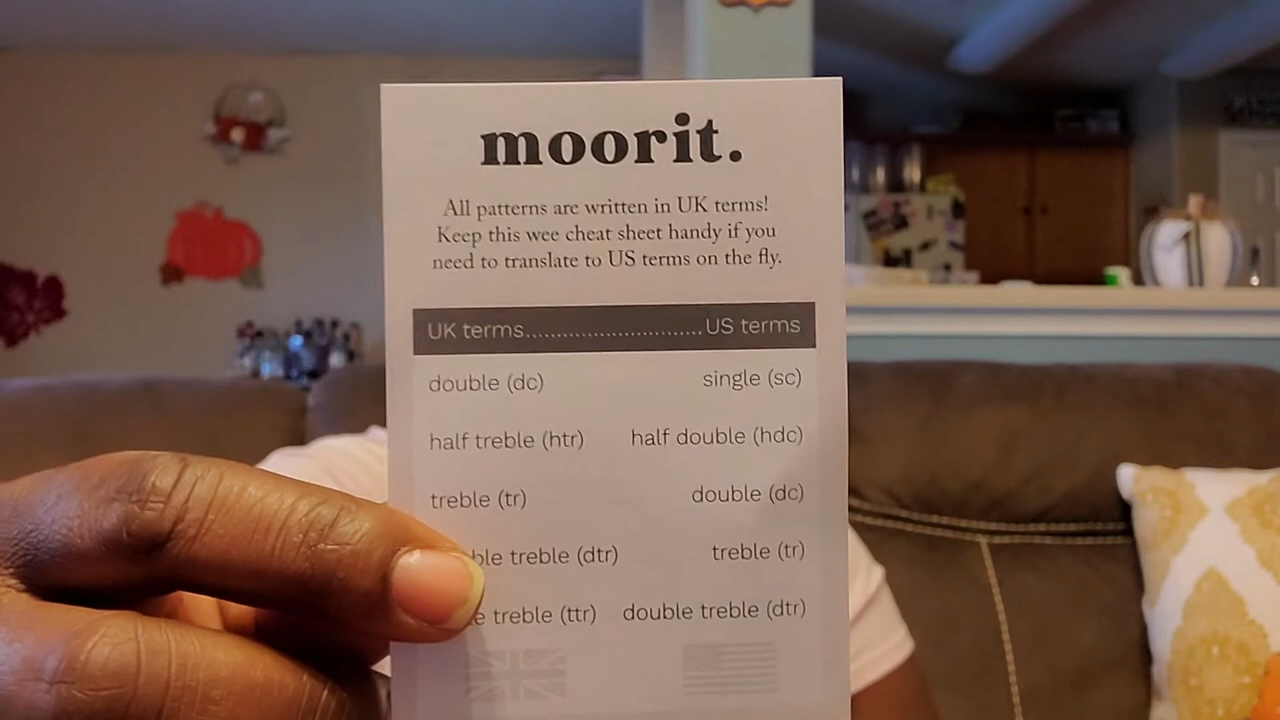 moorit.
All patterns are written in UK terms!
Keep this wee cheat sheet handy if you
need to translate to US terms on the fly.
UK terms............................US terms
double (dc) single (sc)
half treble (htr) half double (hdc)
treble (tr) double (dc)
treble (dtr) treble (tr)
treble (ttr) double treble (dtr)